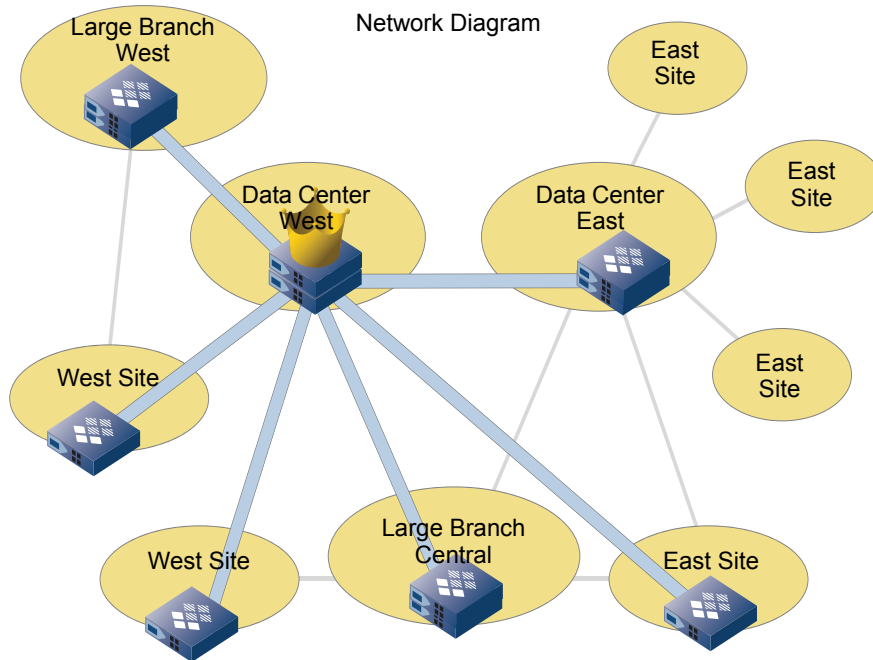 Network Diagram
Large Branch
West
East
Site
East
Site
Data Center
West
Data Center
East
East
Site
West Site
West Site
Large Branch
Central
East Site